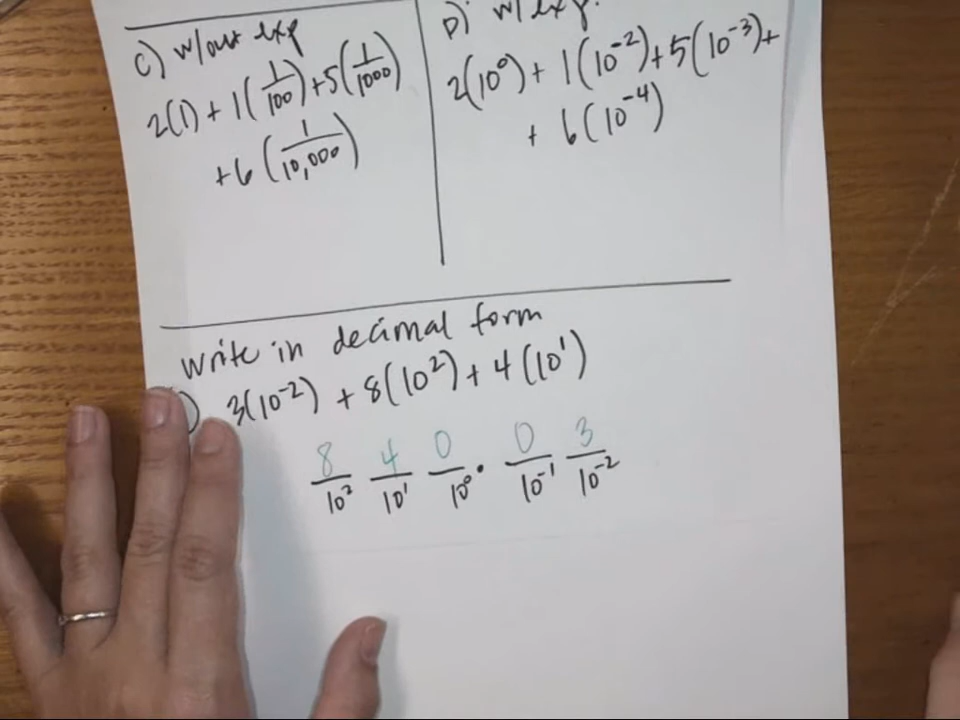 C) w/out exp
2(1) + 1(1/100) + 5(1/1000)
+ 6(1/10,000)
D) w/ exp.
2(10⁰) + 1(10⁻²) + 5(10⁻³) +
+ 6(10⁻⁴)
Write in decimal form
) 3(10⁻²) + 8(10²) + 4(10¹)
8 4 0 . 0 3
10² 10¹ 10⁰ 10⁻¹ 10⁻²